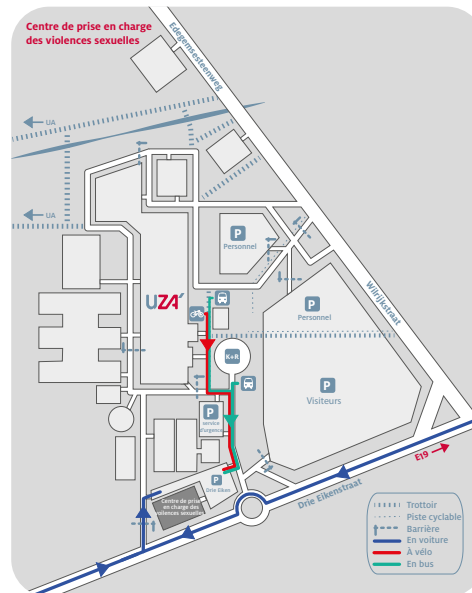 Centre de prise en charge
des violences sexuelles
Edegemsesteenweg
UA
UA
P
Personnel
UZA'
P
Personnel
Wilrijkstraat
K+R
P
Visiteurs
P
service
d'urgence
P
Drie Eiken
Centre de prise
en charge des
violences sexuelles
Drie Eikenstraat
E19
Trottoir
Piste cyclable
Barrière
En voiture
À vélo
En bus